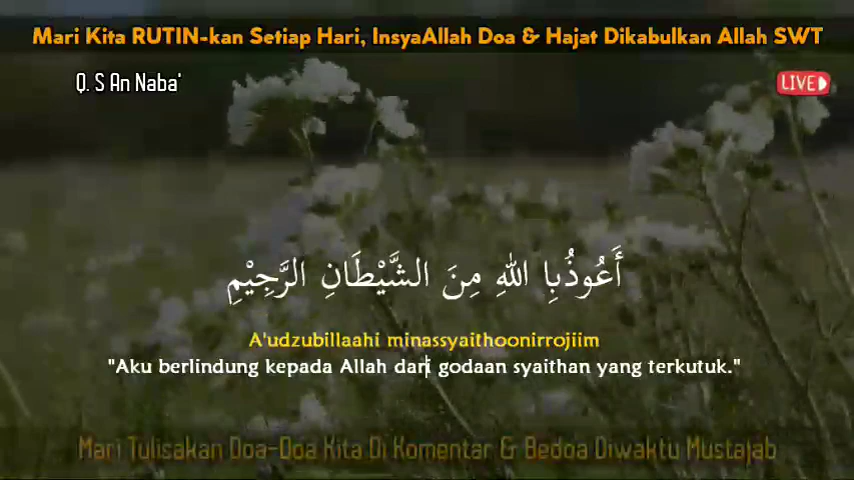 Mari Kita RUTIN-kan Setiap Hari, InsyaAllah Doa & Hajat Dikabulkan Allah SWT
Q. S An Naba'
LIVE
أَعُوذُبِا اللهِ مِنَ الشَّيْطَانِ الرَّجِيْمِ
A'udzubillaahi minassyaithoonirrojiim
"Aku berlindung kepada Allah dari godaan syaithan yang terkutuk."
Mari Tulisakan Doa-Doa Kita Di Komentar & Bedoa Diwaktu Mustajab